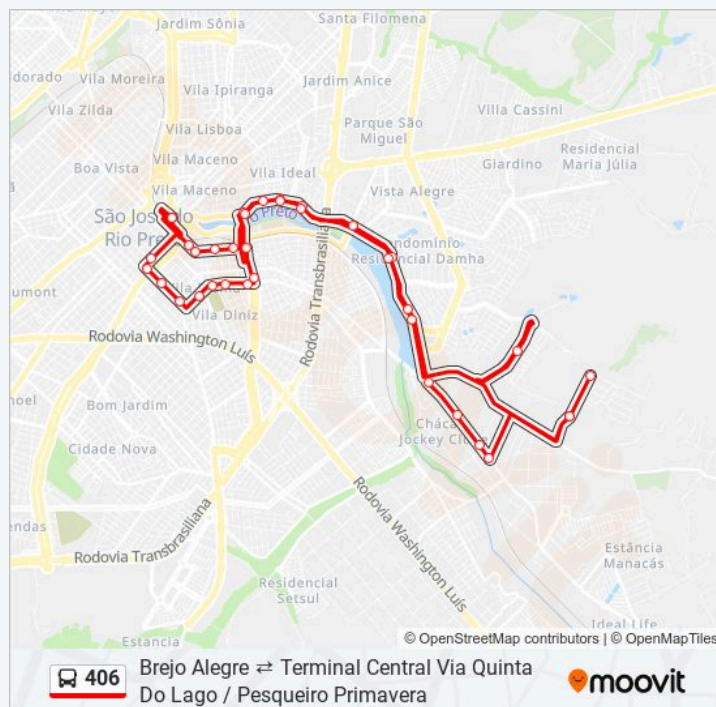 Jardim Sônia
Santa Filomena
Vila Moreira
Vila Ipiranga
Jardim Anice
Vila Zilda
Villa Cassini
Vila Lisboa
Parque São
Miguel
Boa Vista
Vila Maceno
Vila Ideal
Giardino
Residencial
Maria Júlia
Vila Maceno
Vista Alegre
São José do
Rio Preto
Rio Preto
Condomínio
Residencial Damha
Rodovia Transbrasiliana
Vila Diniz
Rodovia Washington Luís
Bom Jardim
Chácara
Jockey Clube
Cidade Nova
Rodovia Washington Luís
Rodovia Transbrasiliana
Estância
Manacás
Residencial
Setsul
Estancia
Ideal Life
© OpenStreetMap contributors | © OpenMapTiles
406
Brejo Alegre ⇄ Terminal Central Via Quinta
Do Lago / Pesqueiro Primavera
moovit